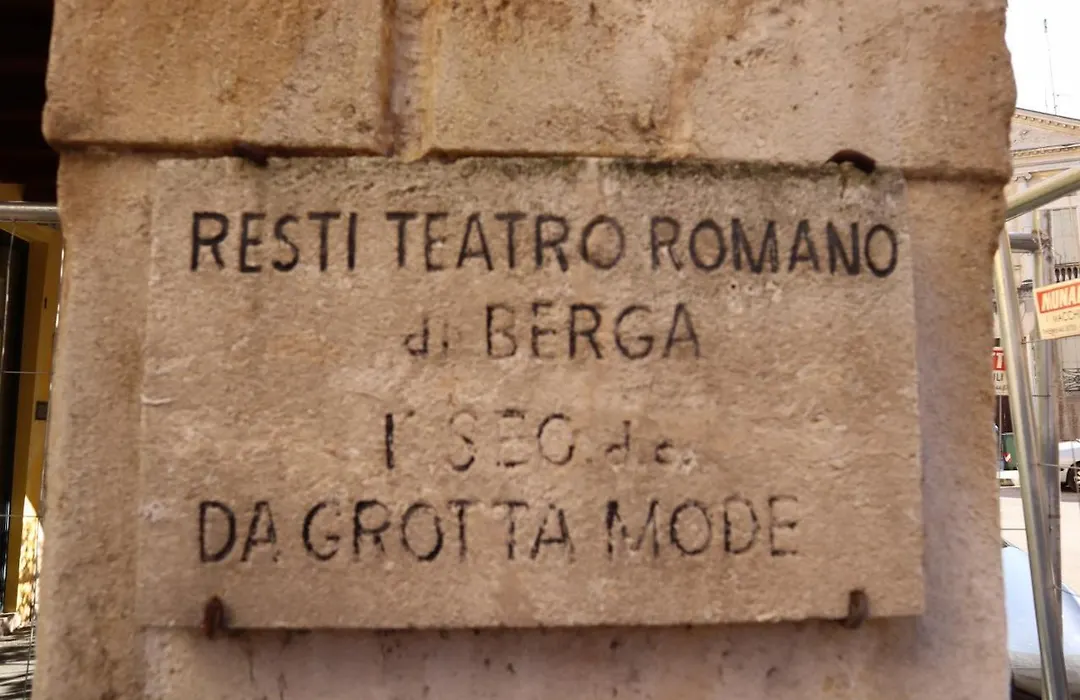 RESTI TEATRO ROMANO
di BERGA
I° SEC. d.c.
DA GROTTA MODE